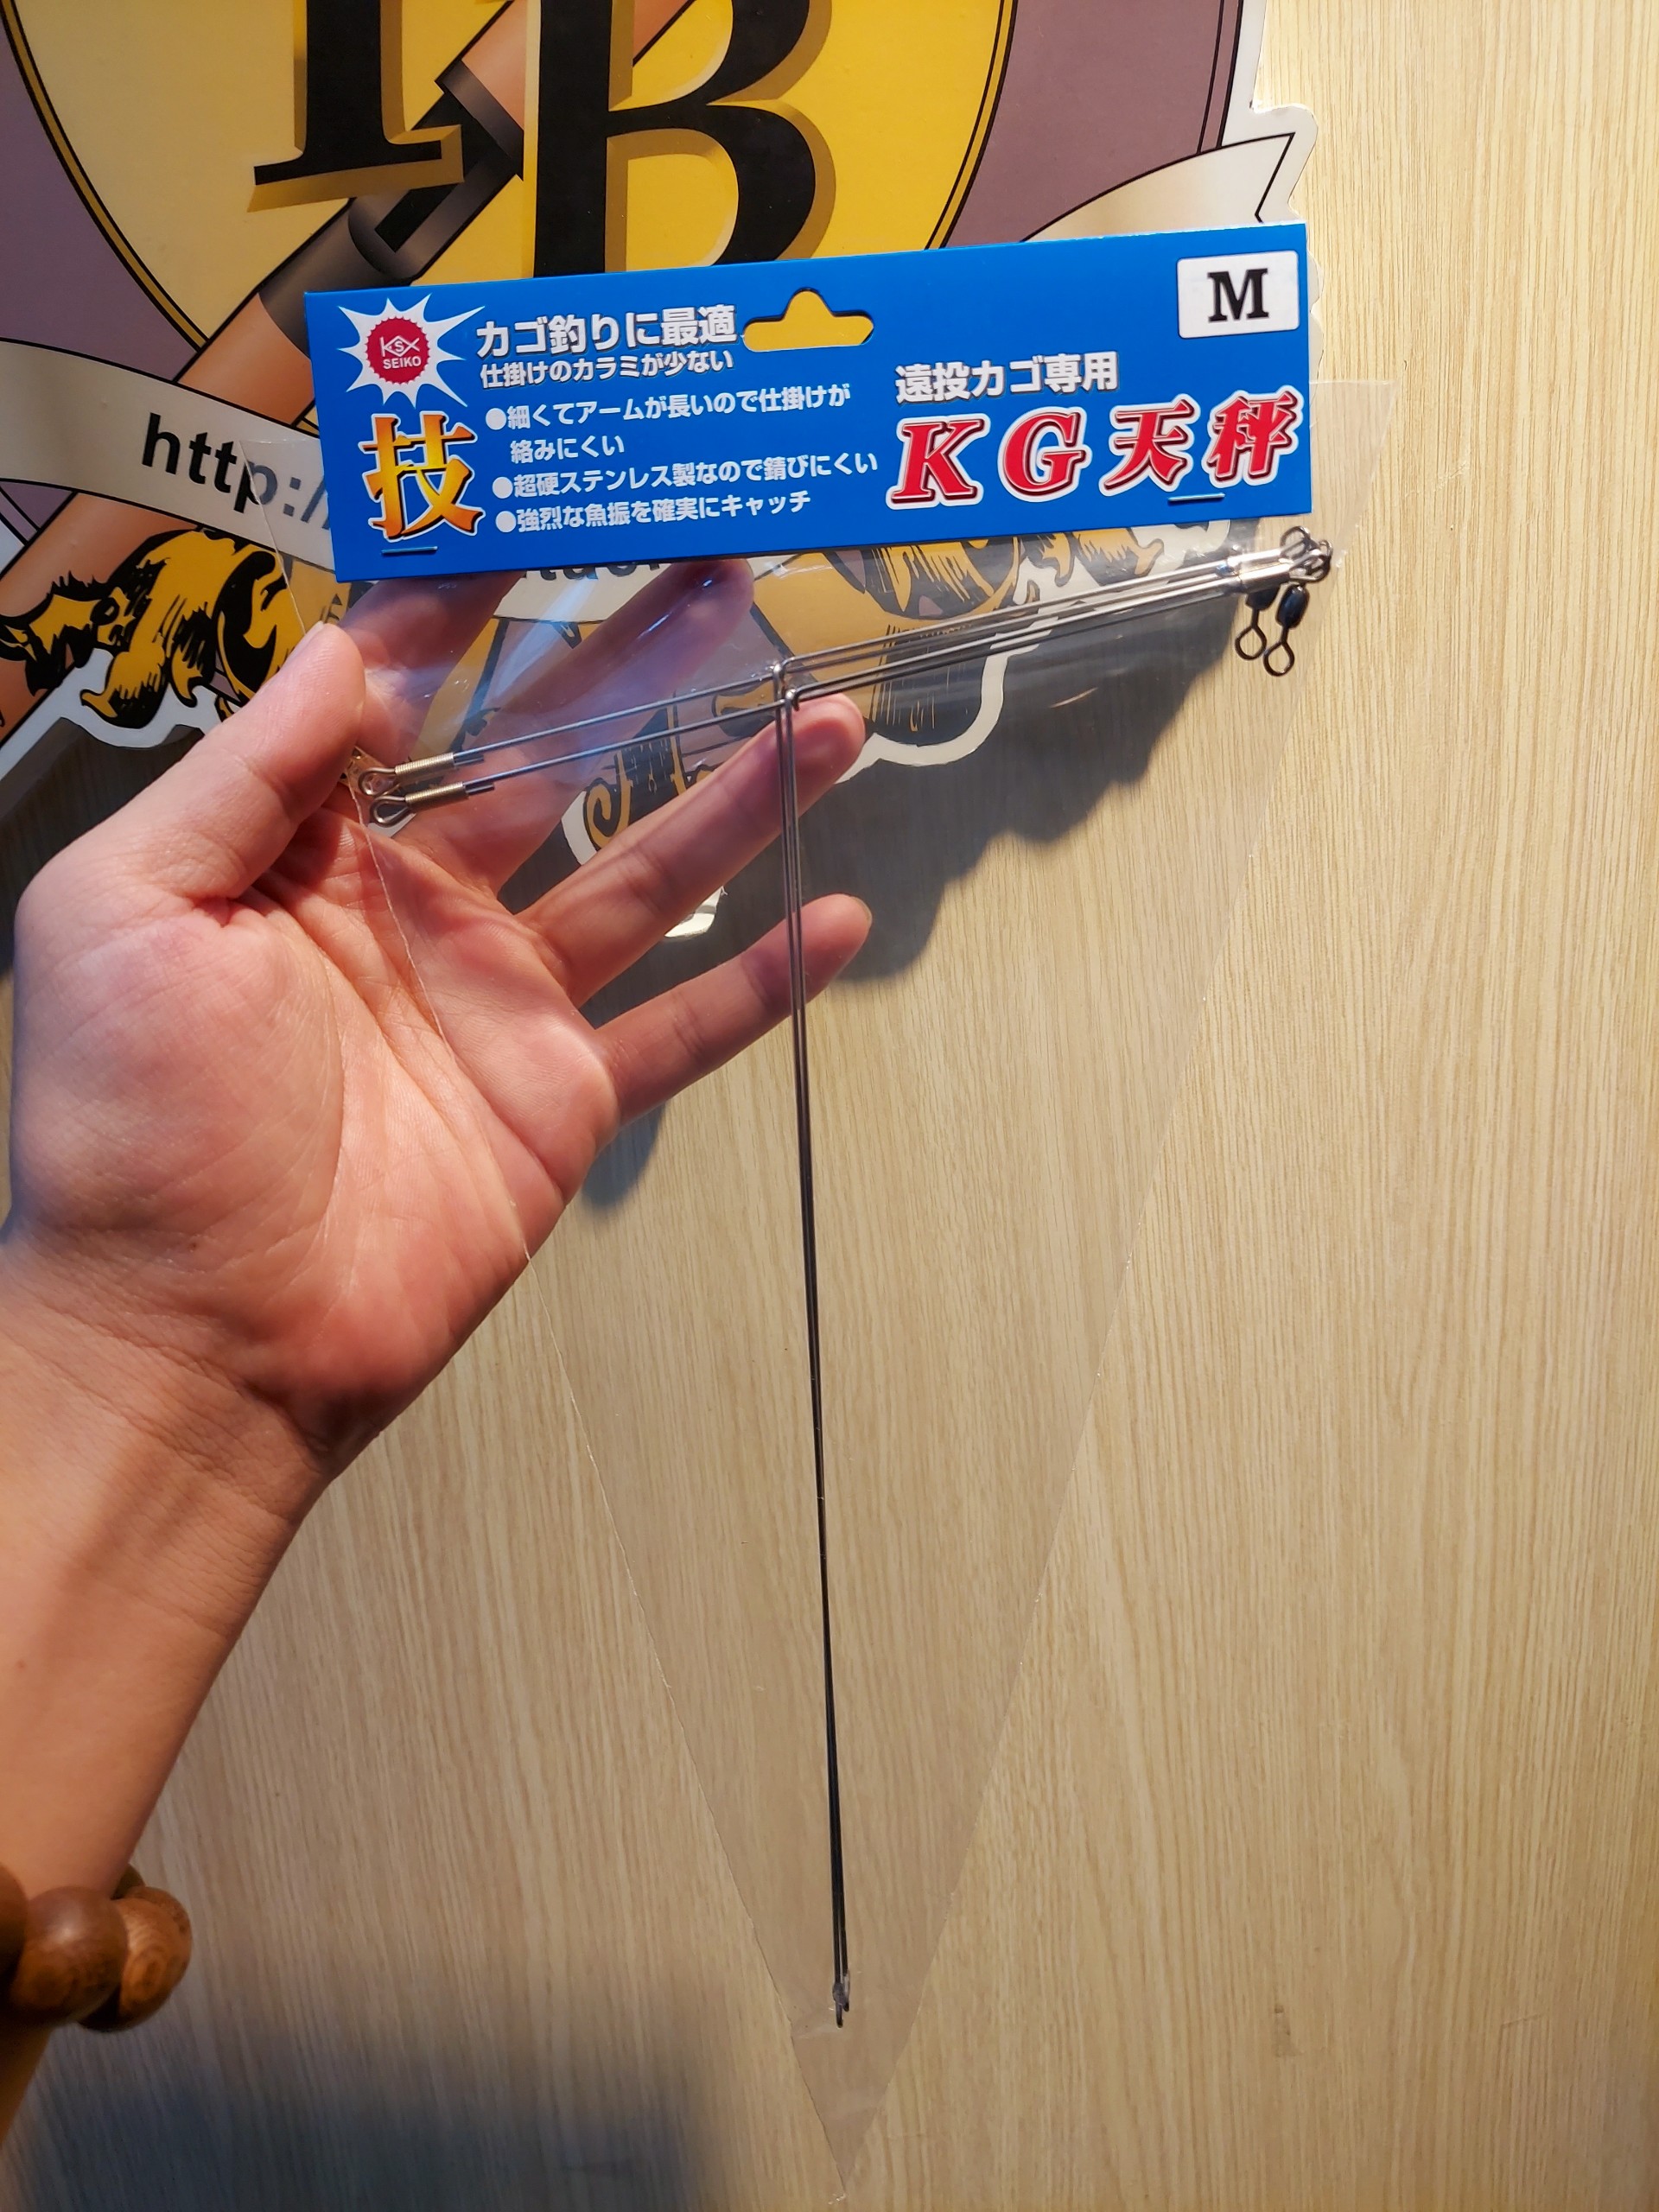 B
http://
M
KS
SEIKO
カゴ釣りに最適
仕掛けのカラミが少ない
技
●細くてアームが長いので仕掛けが
絡みにくい
●超硬ステンレス製なので錆びにくい
●強烈な魚振を確実にキャッチ
遠投カゴ専用
KG天秤